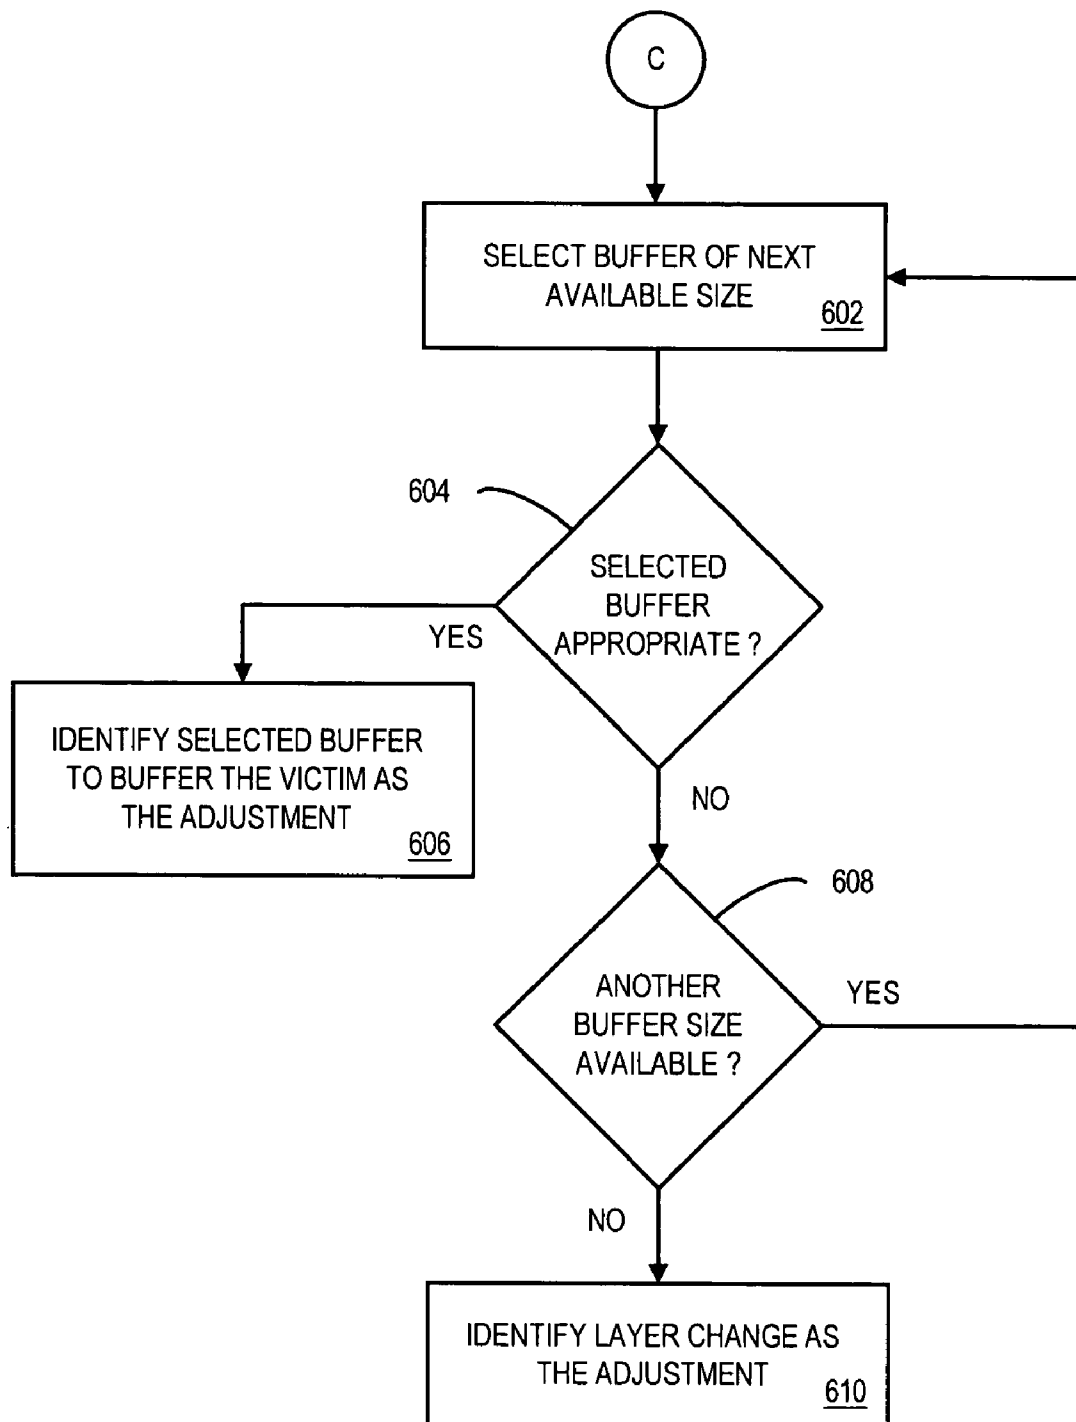 C
SELECT BUFFER OF NEXT
AVAILABLE SIZE
602
604
SELECTED
BUFFER
APPROPRIATE ?
YES
IDENTIFY SELECTED BUFFER
TO BUFFER THE VICTIM AS
THE ADJUSTMENT
606
NO
608
ANOTHER
BUFFER SIZE
AVAILABLE ?
YES
NO
IDENTIFY LAYER CHANGE AS
THE ADJUSTMENT
610